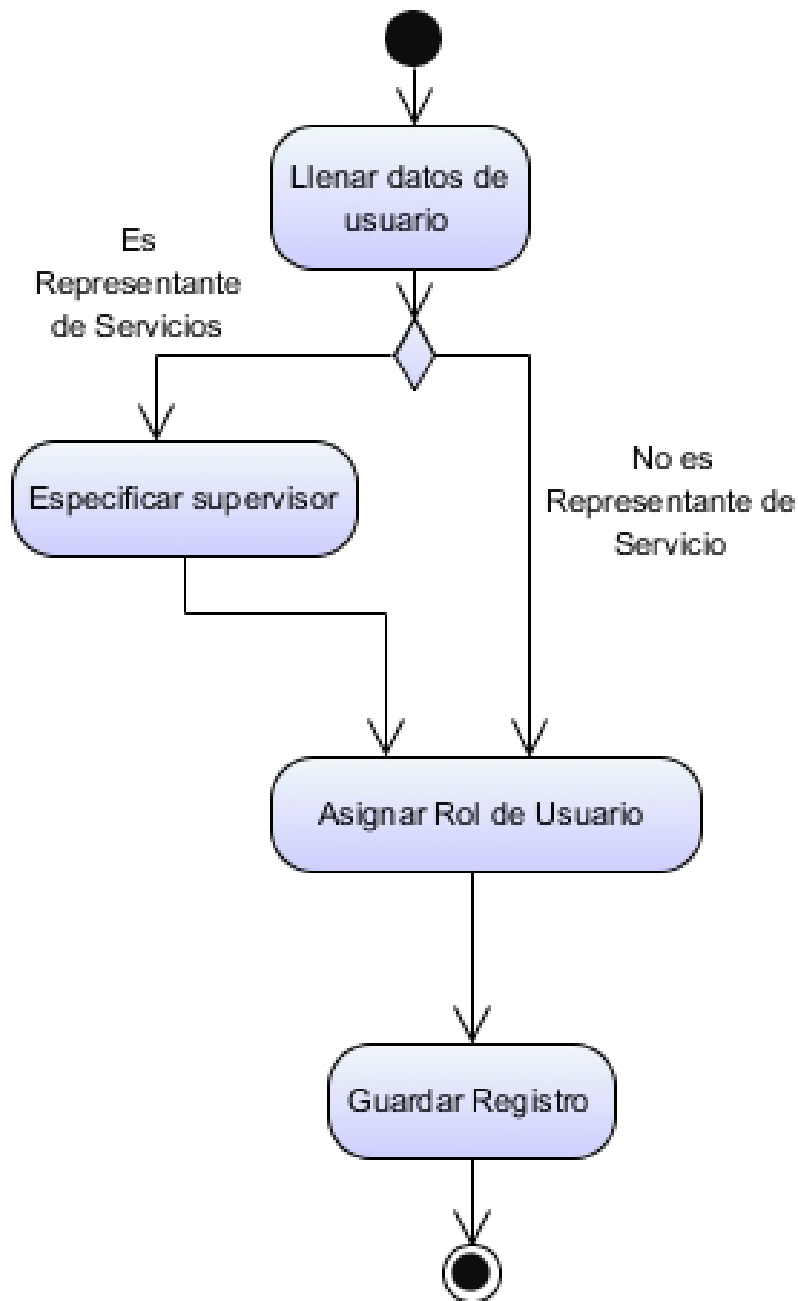 Llenar datos de
usuario
Es
Representante
de Servicios
Especificar supervisor
No es
Representante de
Servicio
Asignar Rol de Usuario
Guardar Registro